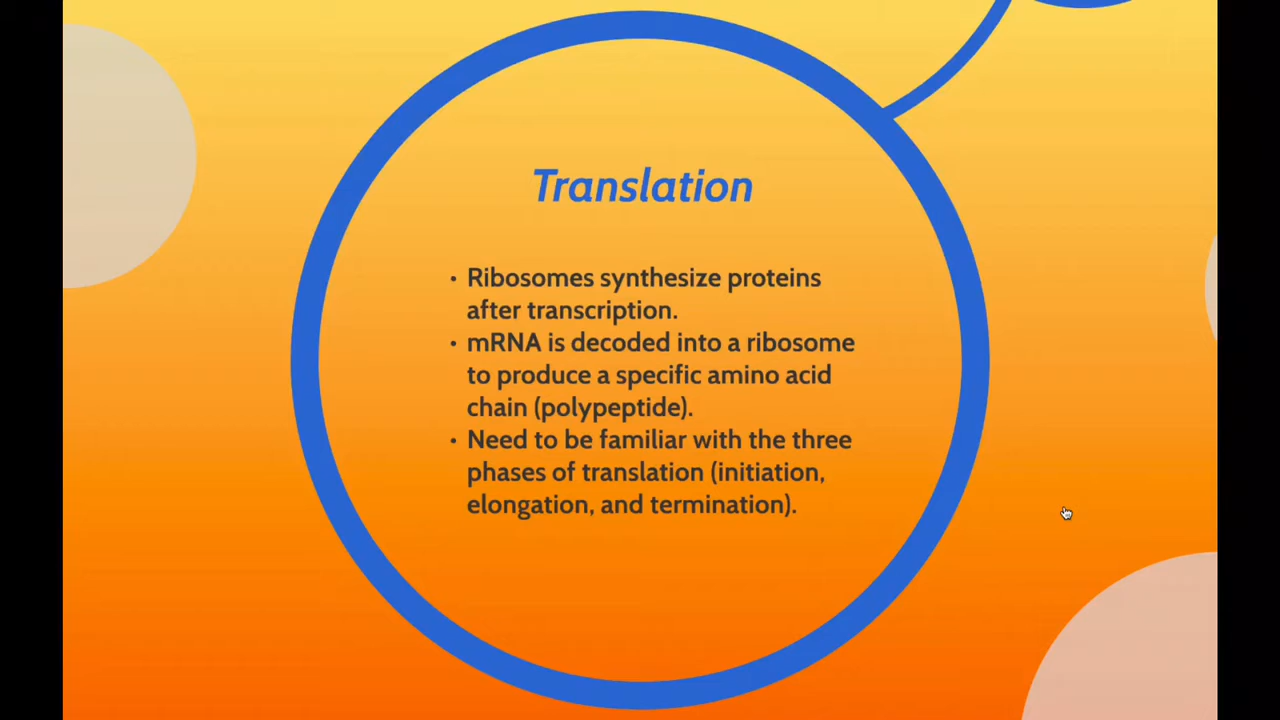 Translation
• Ribosomes synthesize proteins
after transcription.
• mRNA is decoded into a ribosome
to produce a specific amino acid
chain (polypeptide).
• Need to be familiar with the three
phases of translation (initiation,
elongation, and termination).